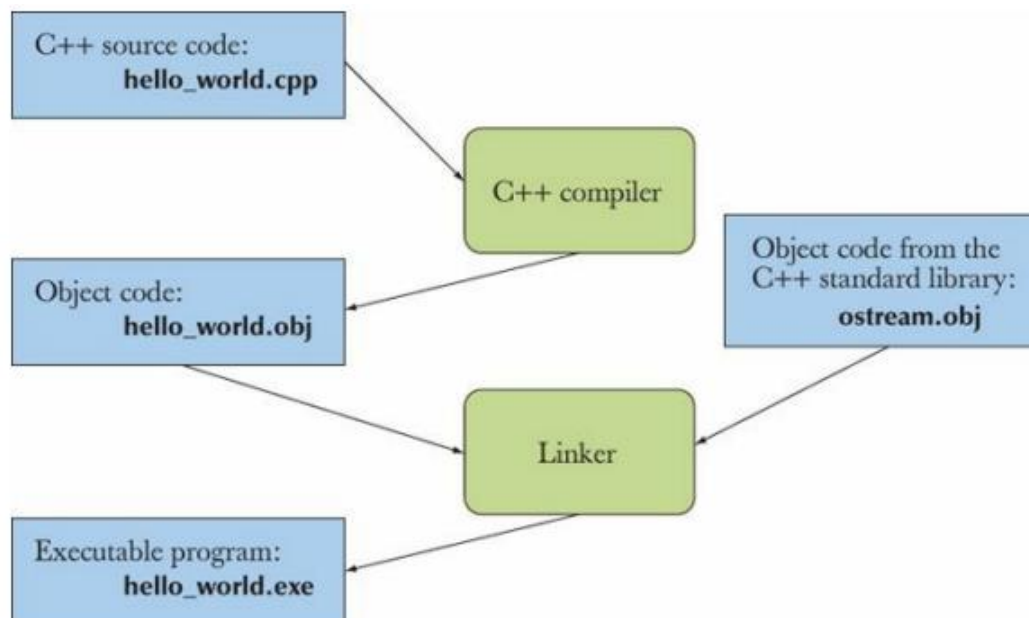 C++ source code:
hello_world.cpp
C++ compiler
Object code from the
C++ standard library:
ostream.obj
Object code:
hello_world.obj
Linker
Executable program:
hello_world.exe